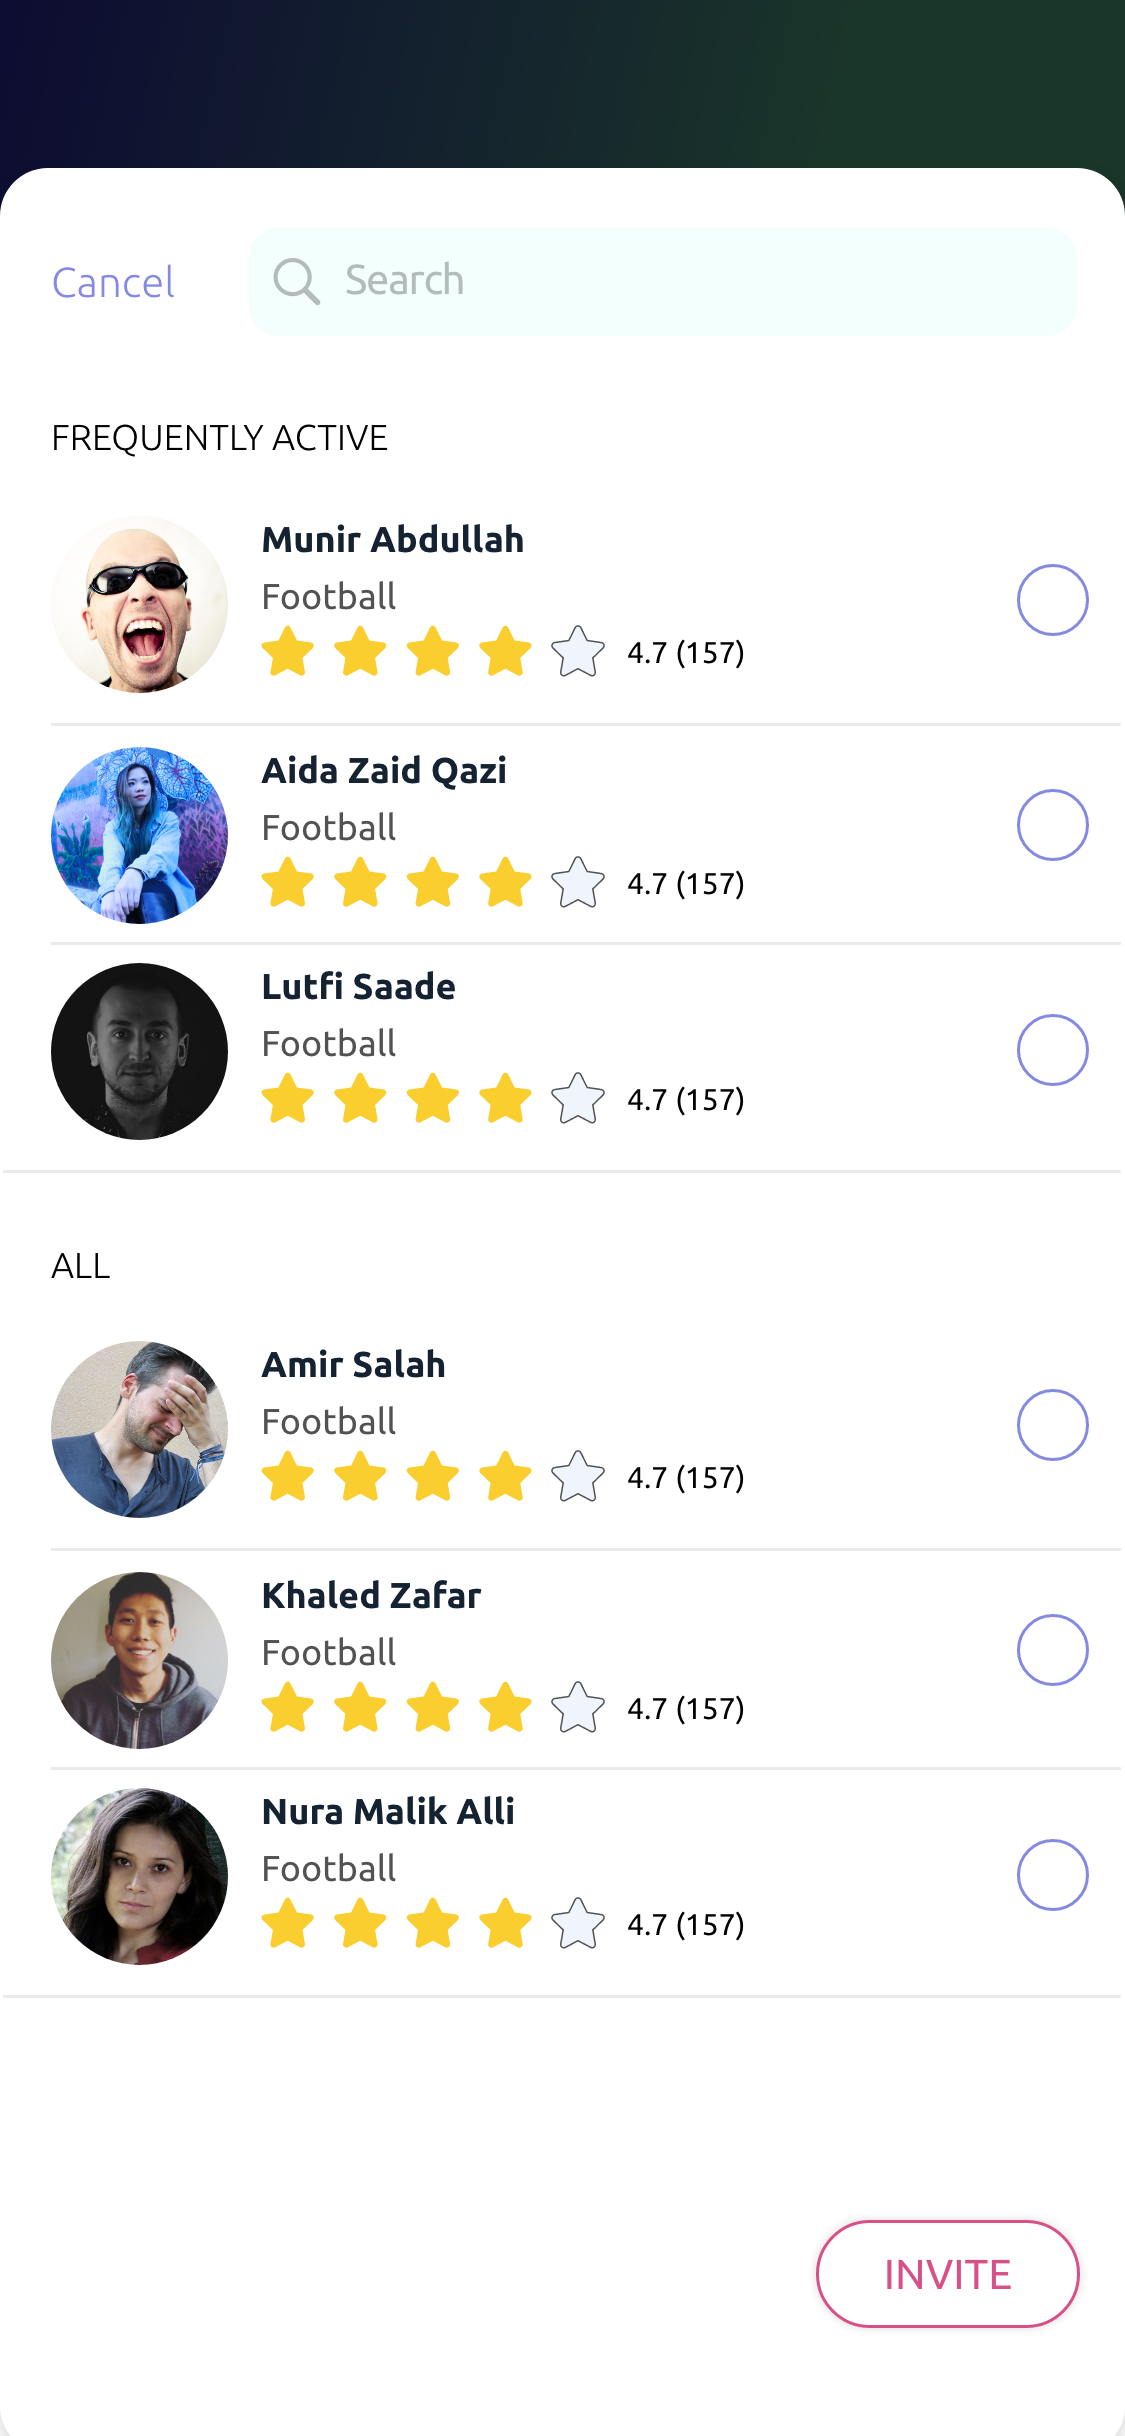 Cancel
Search
FREQUENTLY ACTIVE
Munir Abdullah
Football
4.7 (157)
Aida Zaid Qazi
Football
4.7 (157)
Lutfi Saade
Football
4.7 (157)
ALL
Amir Salah
Football
4.7 (157)
Khaled Zafar
Football
4.7 (157)
Nura Malik Alli
Football
4.7 (157)
INVITE